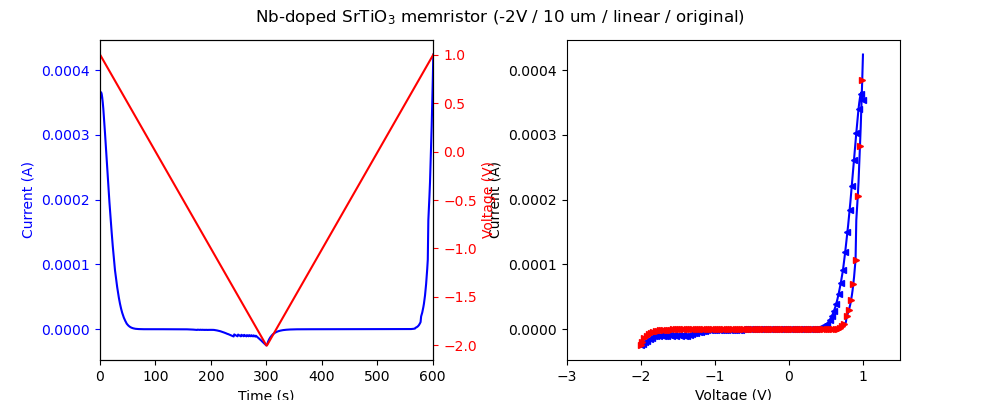 Nb-doped SrTiO₃ memristor (-2V / 10 um / linear / original)
0.0004
0.0003
0.0002
0.0001
0.0000
Current (A)
0 100 200 300 400 500 600
Time (s)
1.0
0.5
0.0
−0.5
−1.0
−1.5
−2.0
Voltage (V)
Current (A)
0.0004
0.0003
0.0002
0.0001
0.0000
−3 −2 −1 0 1
Voltage (V)